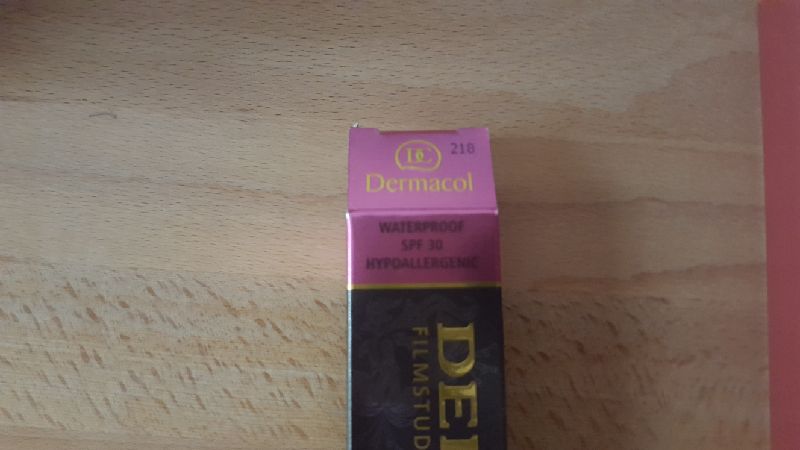 DC
218
Dermacol
WATERPROOF
SPF 30
HYPOALLERGENIC